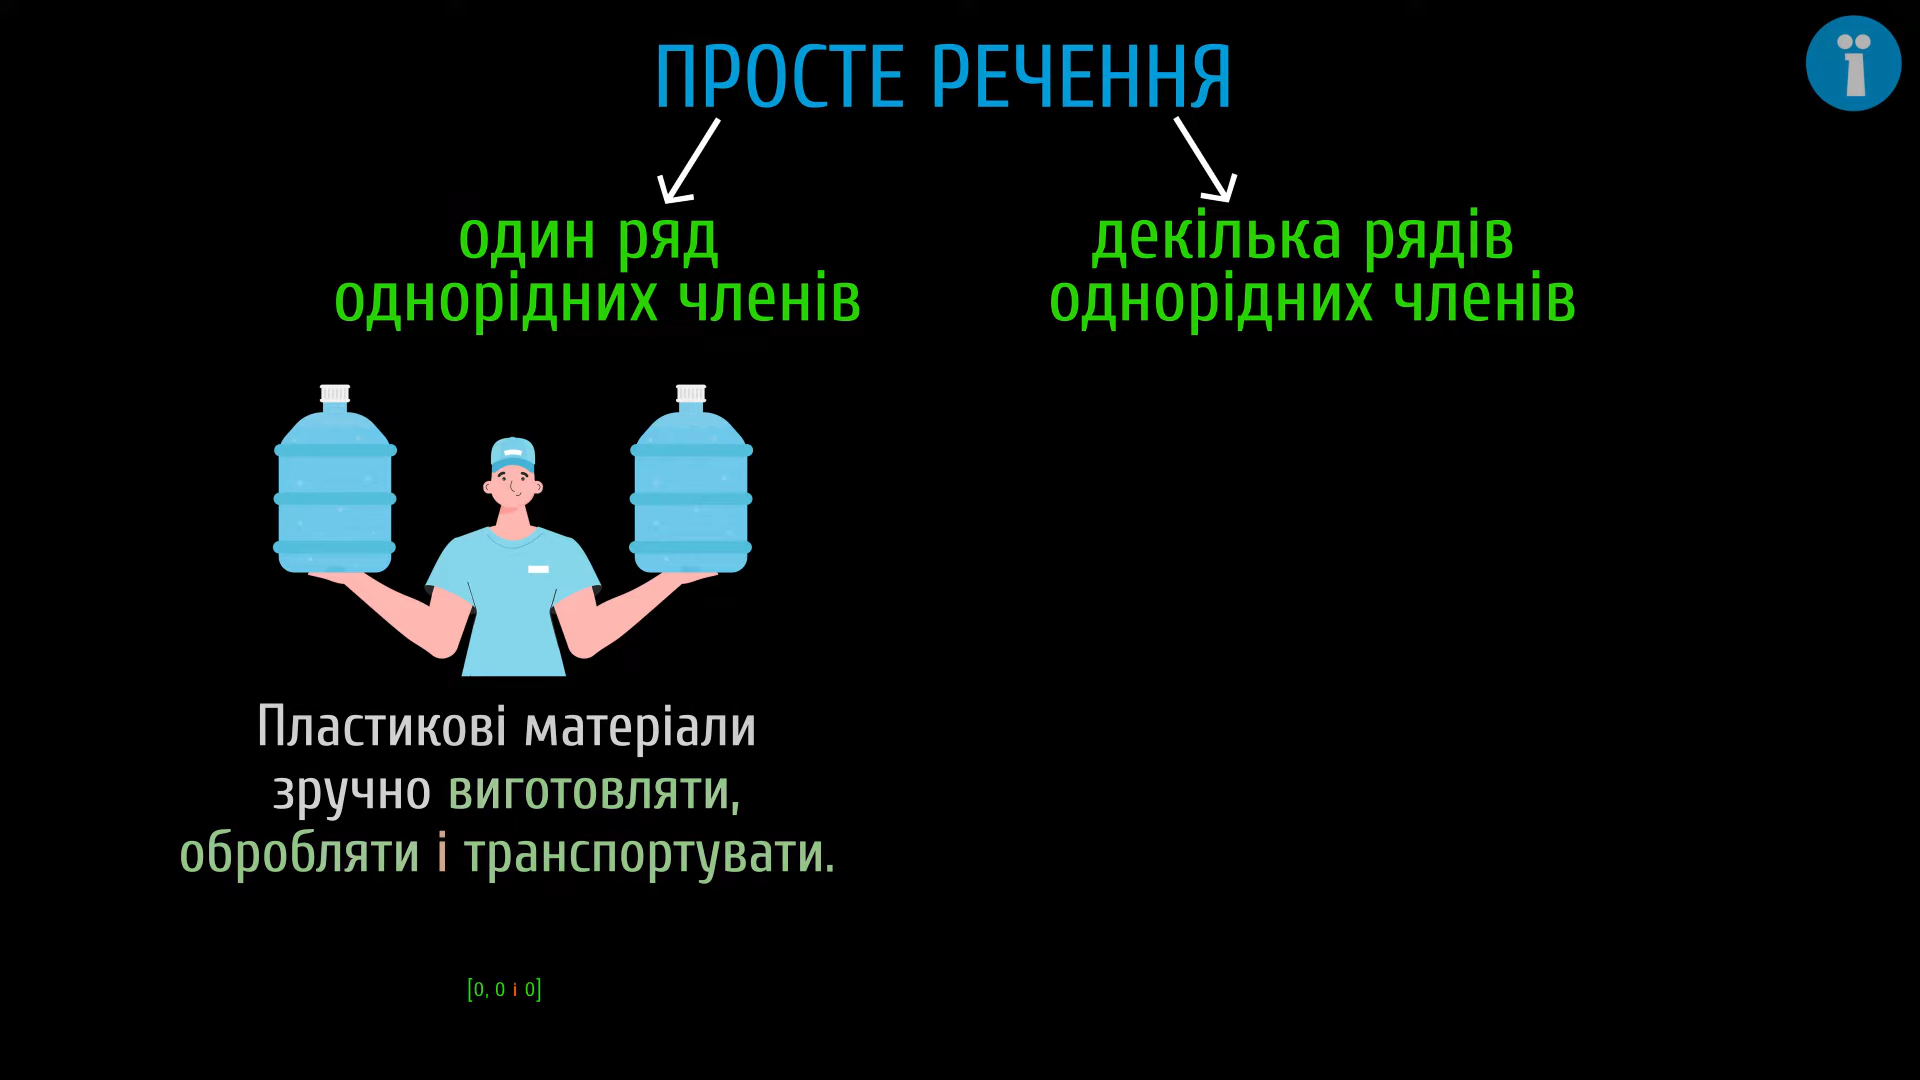 ПРОСТЕ РЕЧЕННЯ
ї
один ряд
однорідних членів
декілька рядів
однорідних членів
Пластикові матеріали
зручно виготовляти,
обробляти і транспортувати.
[0, 0 і 0]